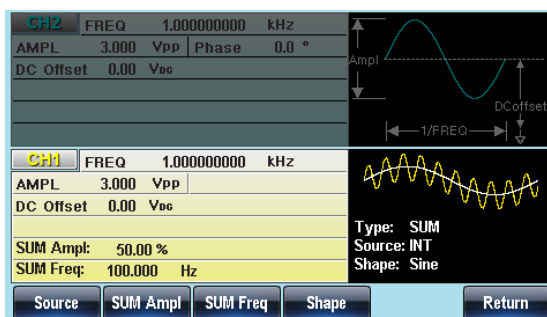 CH2 FREQ 1.000000000 kHz
AMPL 3.000 Vpp Phase 0.0 °
DC Offset 0.00 VDC
Ampl
DCoffset
1/FREQ
CH1 FREQ 1.000000000 kHz
AMPL 3.000 Vpp
DC Offset 0.00 VDC
SUM Ampl: 50.00 %
SUM Freq: 100.000 Hz
Type: SUM
Source: INT
Shape: Sine
Source SUM Ampl SUM Freq Shape Return